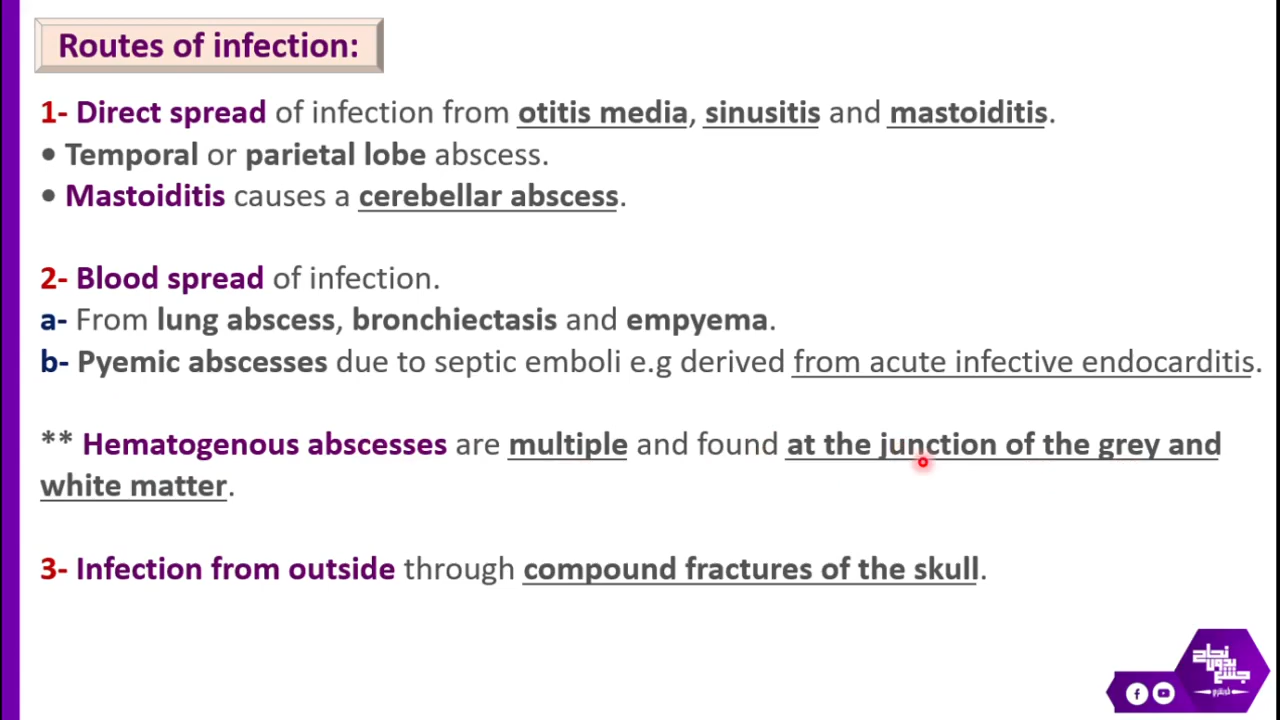 Routes of infection:
1- Direct spread of infection from otitis media, sinusitis and mastoiditis.
• Temporal or parietal lobe abscess.
• Mastoiditis causes a cerebellar abscess.
2- Blood spread of infection.
a- From lung abscess, bronchiectasis and empyema.
b- Pyemic abscesses due to septic emboli e.g derived from acute infective endocarditis.
** Hematogenous abscesses are multiple and found at the junction of the grey and
white matter.
3- Infection from outside through compound fractures of the skull.
نجاح
بدون